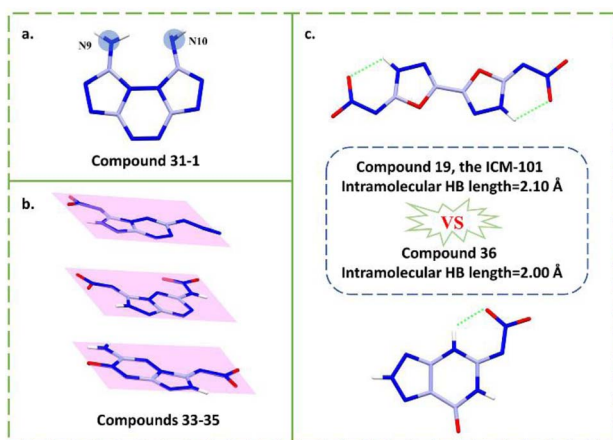 a.
N9
N10
Compound 31-1
b.
Compounds 33-35
c.
Compound 19, the ICM-101
Intramolecular HB length=2.10 Å
VS
Compound 36
Intramolecular HB length=2.00 Å